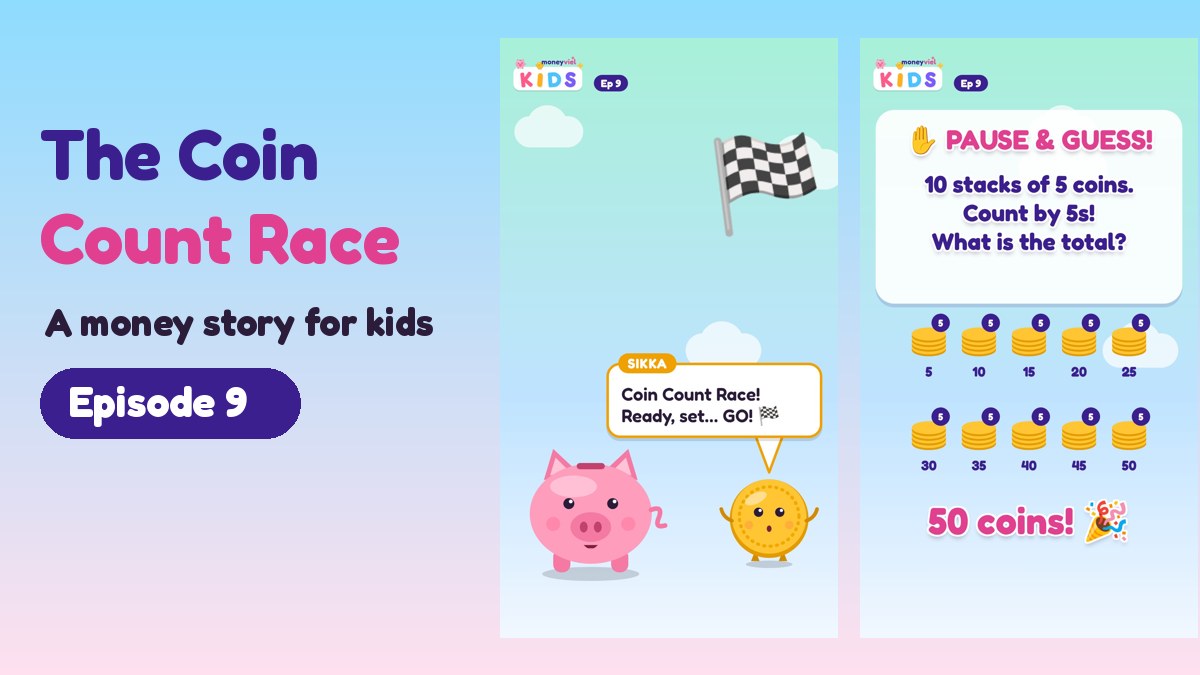 The Coin
Count Race
A money story for kids
Episode 9
moneyviet
KIDS
Ep 9
SIKKA
Coin Count Race!
Ready, set... GO! 🏁
moneyviet
KIDS
Ep 9
✋ PAUSE & GUESS!
10 stacks of 5 coins.
Count by 5s!
What is the total?
5 5 5 5 5
5 10 15 20 25
5 5 5 5 5
30 35 40 45 50
50 coins! 🎉